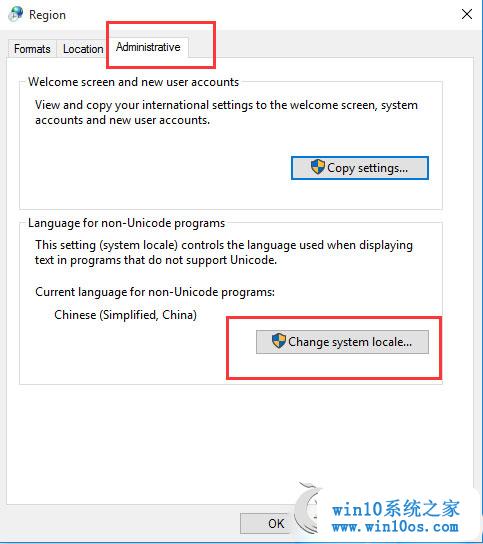 Region
Formats
Location
Administrative
Welcome screen and new user accounts
View and copy your international settings to the welcome screen, system
accounts and new user accounts.
Copy settings...
Language for non-Unicode programs
This setting (system locale) controls the language used when displaying
text in programs that do not support Unicode.
Current language for non-Unicode programs:
Chinese (Simplified, China)
Change system locale...
OK
win10系统之家
www.win10os.com